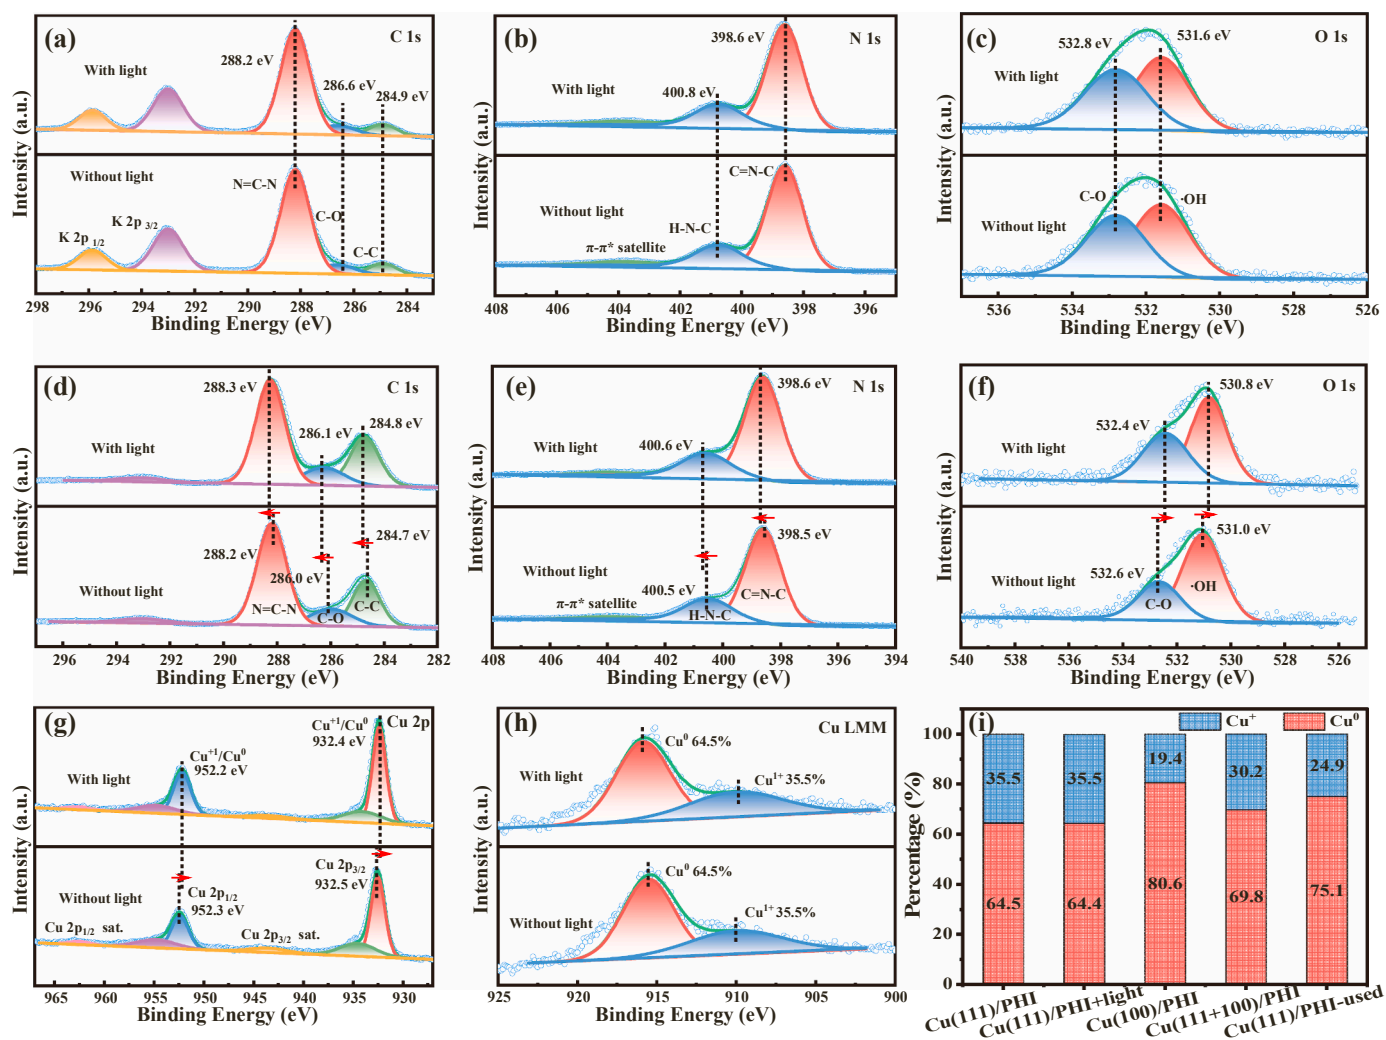 (a)
C 1s
288.2 eV
286.6 eV
284.9 eV
With light
Without light
N=C-N
C-O
C-C
K 2p 3/2
K 2p 1/2
Intensity (a.u.)
298 296 294 292 290 288 286 284
Binding Energy (eV)
(b)
N 1s
398.6 eV
400.8 eV
With light
C=N-C
Without light
H-N-C
π-π* satellite
Intensity (a.u.)
408 406 404 402 400 398 396
Binding Energy (eV)
(c)
O 1s
532.8 eV
531.6 eV
With light
C-O
·OH
Without light
Intensity (a.u.)
536 534 532 530 528 526
Binding Energy (eV)
(d)
C 1s
288.3 eV
286.1 eV
284.8 eV
With light
288.2 eV
284.7 eV
286.0 eV
Without light
N=C-N
C-O
C-C
Intensity (a.u.)
296 294 292 290 288 286 284 282
Binding Energy (eV)
(e)
N 1s
398.6 eV
400.6 eV
With light
398.5 eV
400.5 eV
Without light
C=N-C
π-π* satellite
H-N-C
Intensity (a.u.)
408 406 404 402 400 398 396 394
Binding Energy (eV)
(f)
O 1s
530.8 eV
532.4 eV
With light
531.0 eV
532.6 eV
Without light
C-O
·OH
Intensity (a.u.)
540 538 536 534 532 530 528 526
Binding Energy (eV)
(g)
Cu 2p
Cu+1/Cu0
932.4 eV
Cu+1/Cu0
952.2 eV
With light
Cu 2p3/2
932.5 eV
Cu 2p1/2
952.3 eV
Without light
Cu 2p1/2 sat.
Cu 2p3/2 sat.
Intensity (a.u.)
965 960 955 950 945 940 935 930
Binding Energy (eV)
(h)
Cu LMM
Cu0 64.5%
With light
Cu1+ 35.5%
Cu0 64.5%
Without light
Cu1+ 35.5%
Intensity (a.u.)
925 920 915 910 905 900
Binding Energy (eV)
(i)
Cu+
Cu0
Percentage (%)
100
80
60
40
20
0
35.5 35.5 19.4 30.2 24.9
64.5 64.4 80.6 69.8 75.1
Cu(111)/PHI
Cu(111)/PHI+light
Cu(100)/PHI
Cu(111+100)/PHI
Cu(111)/PHI-used